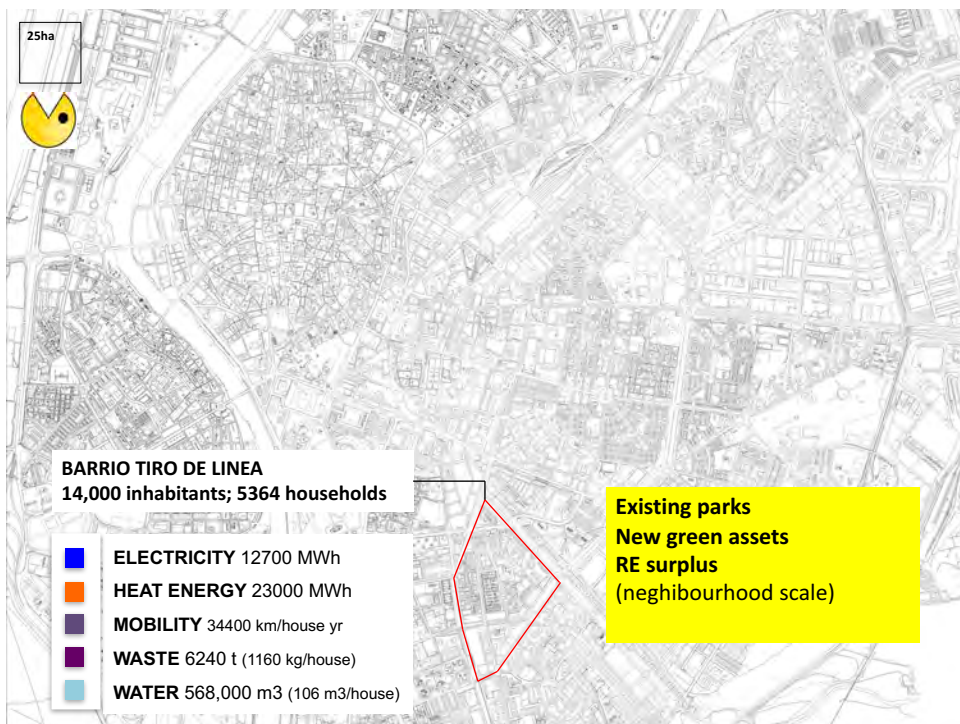 25ha
BARRIO TIRO DE LINEA
14,000 inhabitants; 5364 households
ELECTRICITY 12700 MWh
HEAT ENERGY 23000 MWh
MOBILITY 34400 km/house yr
WASTE 6240 t (1160 kg/house)
WATER 568,000 m3 (106 m3/house)
Existing parks
New green assets
RE surplus
(neghibourhood scale)